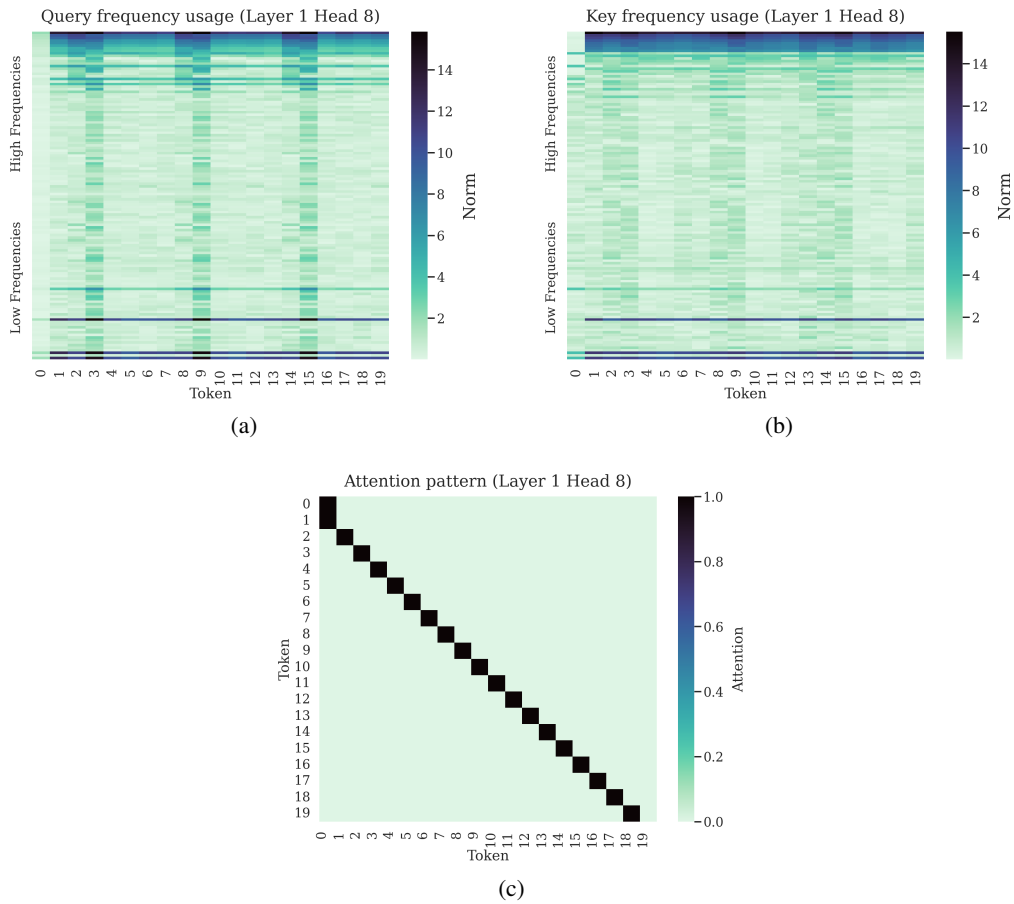 Query frequency usage (Layer 1 Head 8)
High Frequencies
Low Frequencies
0 1 2 3 4 5 6 7 8 9 10 11 12 13 14 15 16 17 18 19
Token
14
12
10
8
6
4
2
Norm
(a)
Key frequency usage (Layer 1 Head 8)
High Frequencies
Low Frequencies
0 1 2 3 4 5 6 7 8 9 10 11 12 13 14 15 16 17 18 19
Token
14
12
10
8
6
4
2
Norm
(b)
Attention pattern (Layer 1 Head 8)
Token
0
1
2
3
4
5
6
7
8
9
10
11
12
13
14
15
16
17
18
19
0 1 2 3 4 5 6 7 8 9 10 11 12 13 14 15 16 17 18 19
Token
1.0
0.8
0.6
0.4
0.2
0.0
Attention
(c)